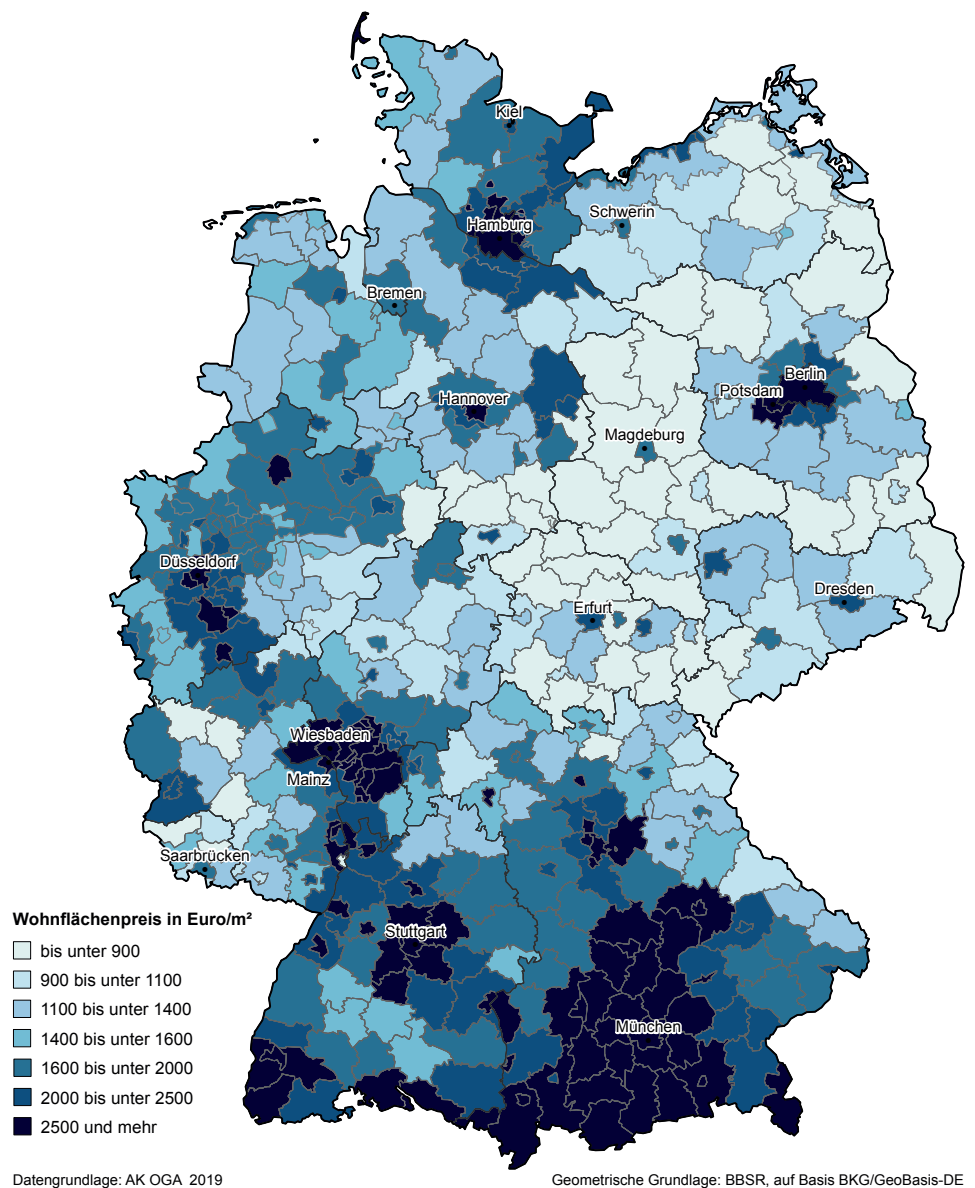 Kiel
Schwerin
Hamburg
Bremen
Hannover
Berlin
Potsdam
Magdeburg
Düsseldorf
Dresden
Erfurt
Wiesbaden
Mainz
Saarbrücken
Stuttgart
München
Wohnflächenpreis in Euro/m²
bis unter 900
900 bis unter 1100
1100 bis unter 1400
1400 bis unter 1600
1600 bis unter 2000
2000 bis unter 2500
2500 und mehr
Datengrundlage: AK OGA 2019
Geometrische Grundlage: BBSR, auf Basis BKG/GeoBasis-DE